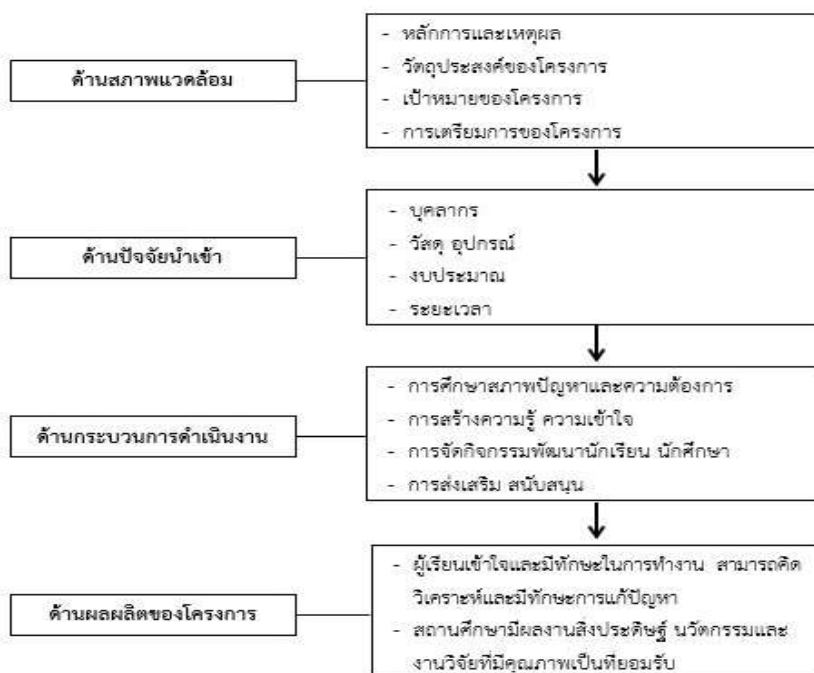 ด้านสภาพแวดล้อม
- หลักการและเหตุผล
- วัตถุประสงค์ของโครงการ
- เป้าหมายของโครงการ
- การเตรียมการของโครงการ
ด้านปัจจัยนำเข้า
- บุคลากร
- วัสดุ อุปกรณ์
- งบประมาณ
- ระยะเวลา
ด้านกระบวนการดำเนินงาน
- การศึกษาสภาพปัญหาและความต้องการ
- การสร้างความรู้ ความเข้าใจ
- การจัดกิจกรรมพัฒนานักเรียน นักศึกษา
- การส่งเสริม สนับสนุน
ด้านผลผลิตของโครงการ
- ผู้เรียนเข้าใจและมีทักษะในการทำงาน สามารถคิด
วิเคราะห์และมีทักษะการแก้ปัญหา
- สถานศึกษามีผลงานสิ่งประดิษฐ์ นวัตกรรมและ
งานวิจัยที่มีคุณภาพเป็นที่ยอมรับ